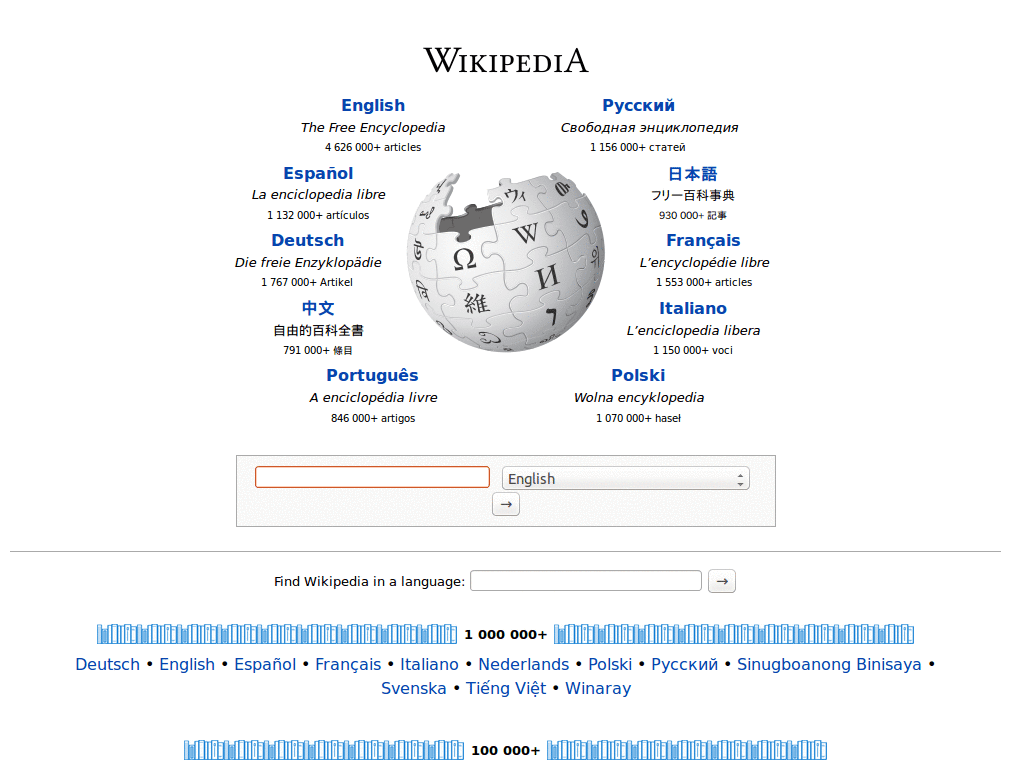 WIKIPEDIA
English
The Free Encyclopedia
4 626 000+ articles
Русский
Свободная энциклопедия
1 156 000+ статей
Español
La enciclopedia libre
1 132 000+ artículos
日本語
フリー百科事典
930 000+ 記事
Deutsch
Die freie Enzyklopädie
1 767 000+ Artikel
Français
L’encyclopédie libre
1 553 000+ articles
中文
自由的百科全書
791 000+ 條目
Italiano
L’enciclopedia libera
1 150 000+ voci
Português
A enciclopédia livre
846 000+ artigos
Polski
Wolna encyklopedia
1 070 000+ haseł
ウィ
Ω W
維 И
English
→
Find Wikipedia in a language: →
1 000 000+
Deutsch • English • Español • Français • Italiano • Nederlands • Polski • Русский • Sinugboanong Binisaya •
Svenska • Tiếng Việt • Winaray
100 000+